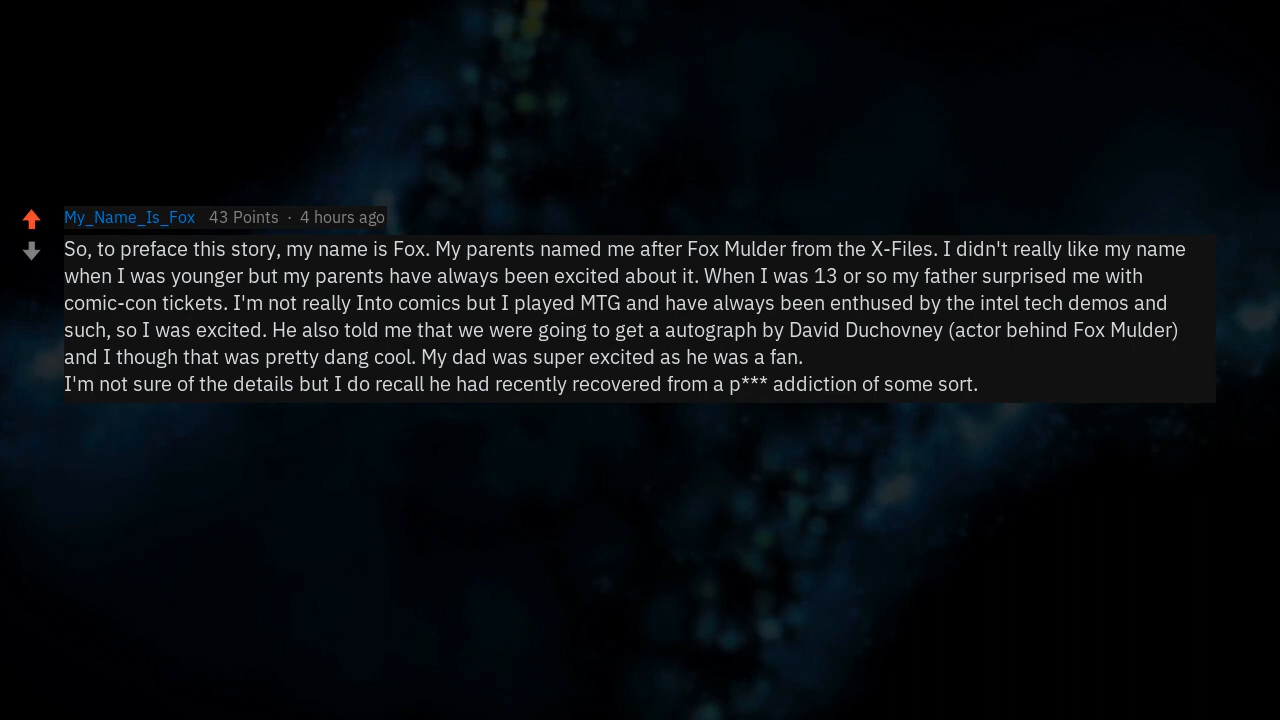 My_Name_Is_Fox 43 Points · 4 hours ago
So, to preface this story, my name is Fox. My parents named me after Fox Mulder from the X-Files. I didn't really like my name
when I was younger but my parents have always been excited about it. When I was 13 or so my father surprised me with
comic-con tickets. I'm not really Into comics but I played MTG and have always been enthused by the intel tech demos and
such, so I was excited. He also told me that we were going to get a autograph by David Duchovney (actor behind Fox Mulder)
and I though that was pretty dang cool. My dad was super excited as he was a fan.
I'm not sure of the details but I do recall he had recently recovered from a p*** addiction of some sort.